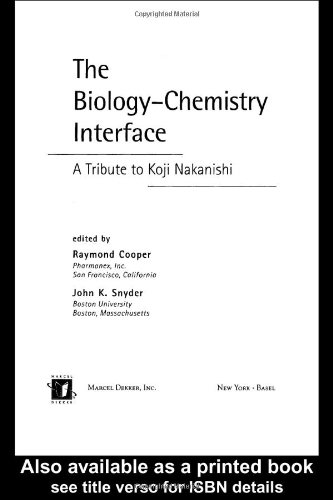 The
Biology–Chemistry
Interface
A Tribute to Koji Nakanishi
edited by
Raymond Cooper
Pharmanex, Inc.
San Francisco, California
John K. Snyder
Boston University
Boston, Massachusetts
MARCEL
DEKKER
MARCEL DEKKER, INC.
NEW YORK · BASEL
Also available as a printed book
see title verso for ISBN details